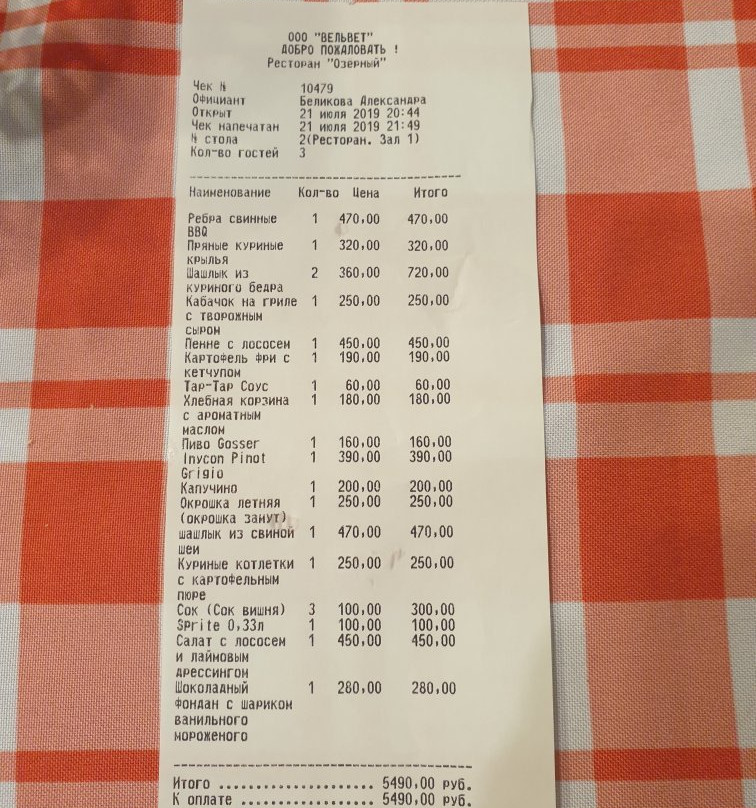 ООО "ВЕЛЬВЕТ"
ДОБРО ПОЖАЛОВАТЬ !
Ресторан "Озерный"
Чек № 10479
Официант Беликова Александра
Открыт 21 июля 2019 20:44
Чек напечатан 21 июля 2019 21:49
№ стола 2(Ресторан. Зал 1)
Кол-во гостей 3
Наименование Кол-во Цена Итого
Ребра свинные 1 470,00 470,00
BBQ
Пряные куриные 1 320,00 320,00
крылья
Шашлык из 2 360,00 720,00
куриного бедра
Кабачок на гриле 1 250,00 250,00
с творожным
сыром
Пенне с лососем 1 450,00 450,00
Картофель фри с 1 190,00 190,00
кетчупом
Тар-Тар Соус 1 60,00 60,00
Хлебная корзина 1 180,00 180,00
с ароматным
маслом
Пиво Gosser 1 160,00 160,00
Inycon Pinot 1 390,00 390,00
Grigio
Капучино 1 200,00 200,00
Окрошка летняя 1 250,00 250,00
(окрошка занут)
шашлык из свиной 1 470,00 470,00
шеи
Куриные котлетки 1 250,00 250,00
с картофельным
пюре
Сок (Сок вишня) 3 100,00 300,00
Sprite 0,33л 1 100,00 100,00
Салат с лососем 1 450,00 450,00
и лаймовым
дрессингом
Шоколадный 1 280,00 280,00
фондан с шариком
ванильного
мороженого
Итого ...................... 5490,00 руб.
К оплате ................... 5490,00 руб.